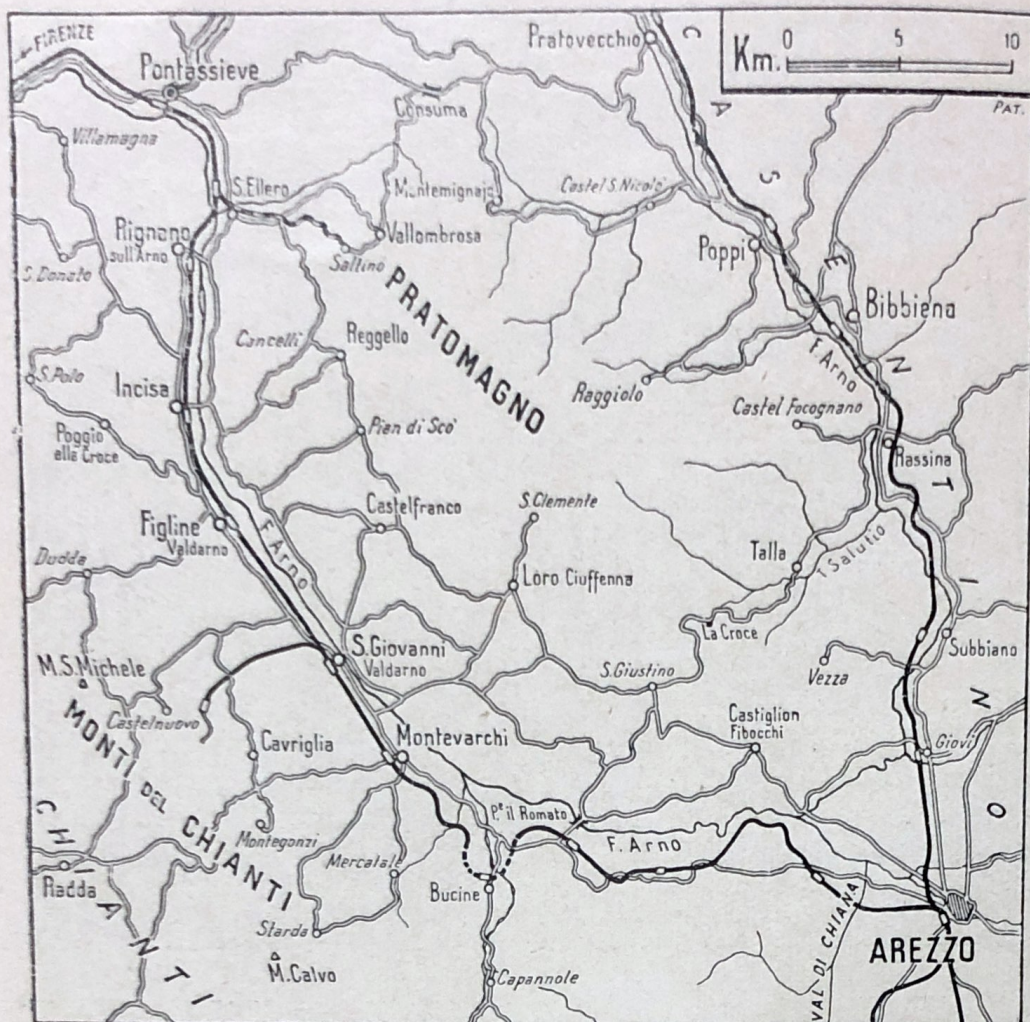 ← FIRENZE
Pratovecchio
Km. 0 5 10
PAT.
Pontassieve
Consuma
Villamagna
S. Ellero
Montemignaio
Castel S. Nicolò
Rignano
sull'Arno
Vallombrosa
Saltino
Poppi
S. Donato
PRATOMAGNO
Bibbiena
Cancelli
Reggello
F. Arno
S. Polo
Incisa
Raggiolo
Castel Focognano
Poggio
alla Croce
Pian di Scò
Rassina
CASENTINO
Castelfranco
S. Clemente
Figline
Valdarno
F. Arno
Talla
T. Salutio
Dudda
Loro Ciuffenna
La Croce
Subbiano
S. Giovanni
Valdarno
M.S. Michele
S. Giustino
Vezza
Castelnuovo
Castiglion
Fibocchi
MONTI DEL CHIANTI
Cavriglia
Montevarchi
Giovi
Pte il Romito
F. Arno
Montegonzi
Mercatale
Radda
CHIANTI
Bucine
Starda
VAL DI CHIANA
AREZZO
M. Calvo
Capannole